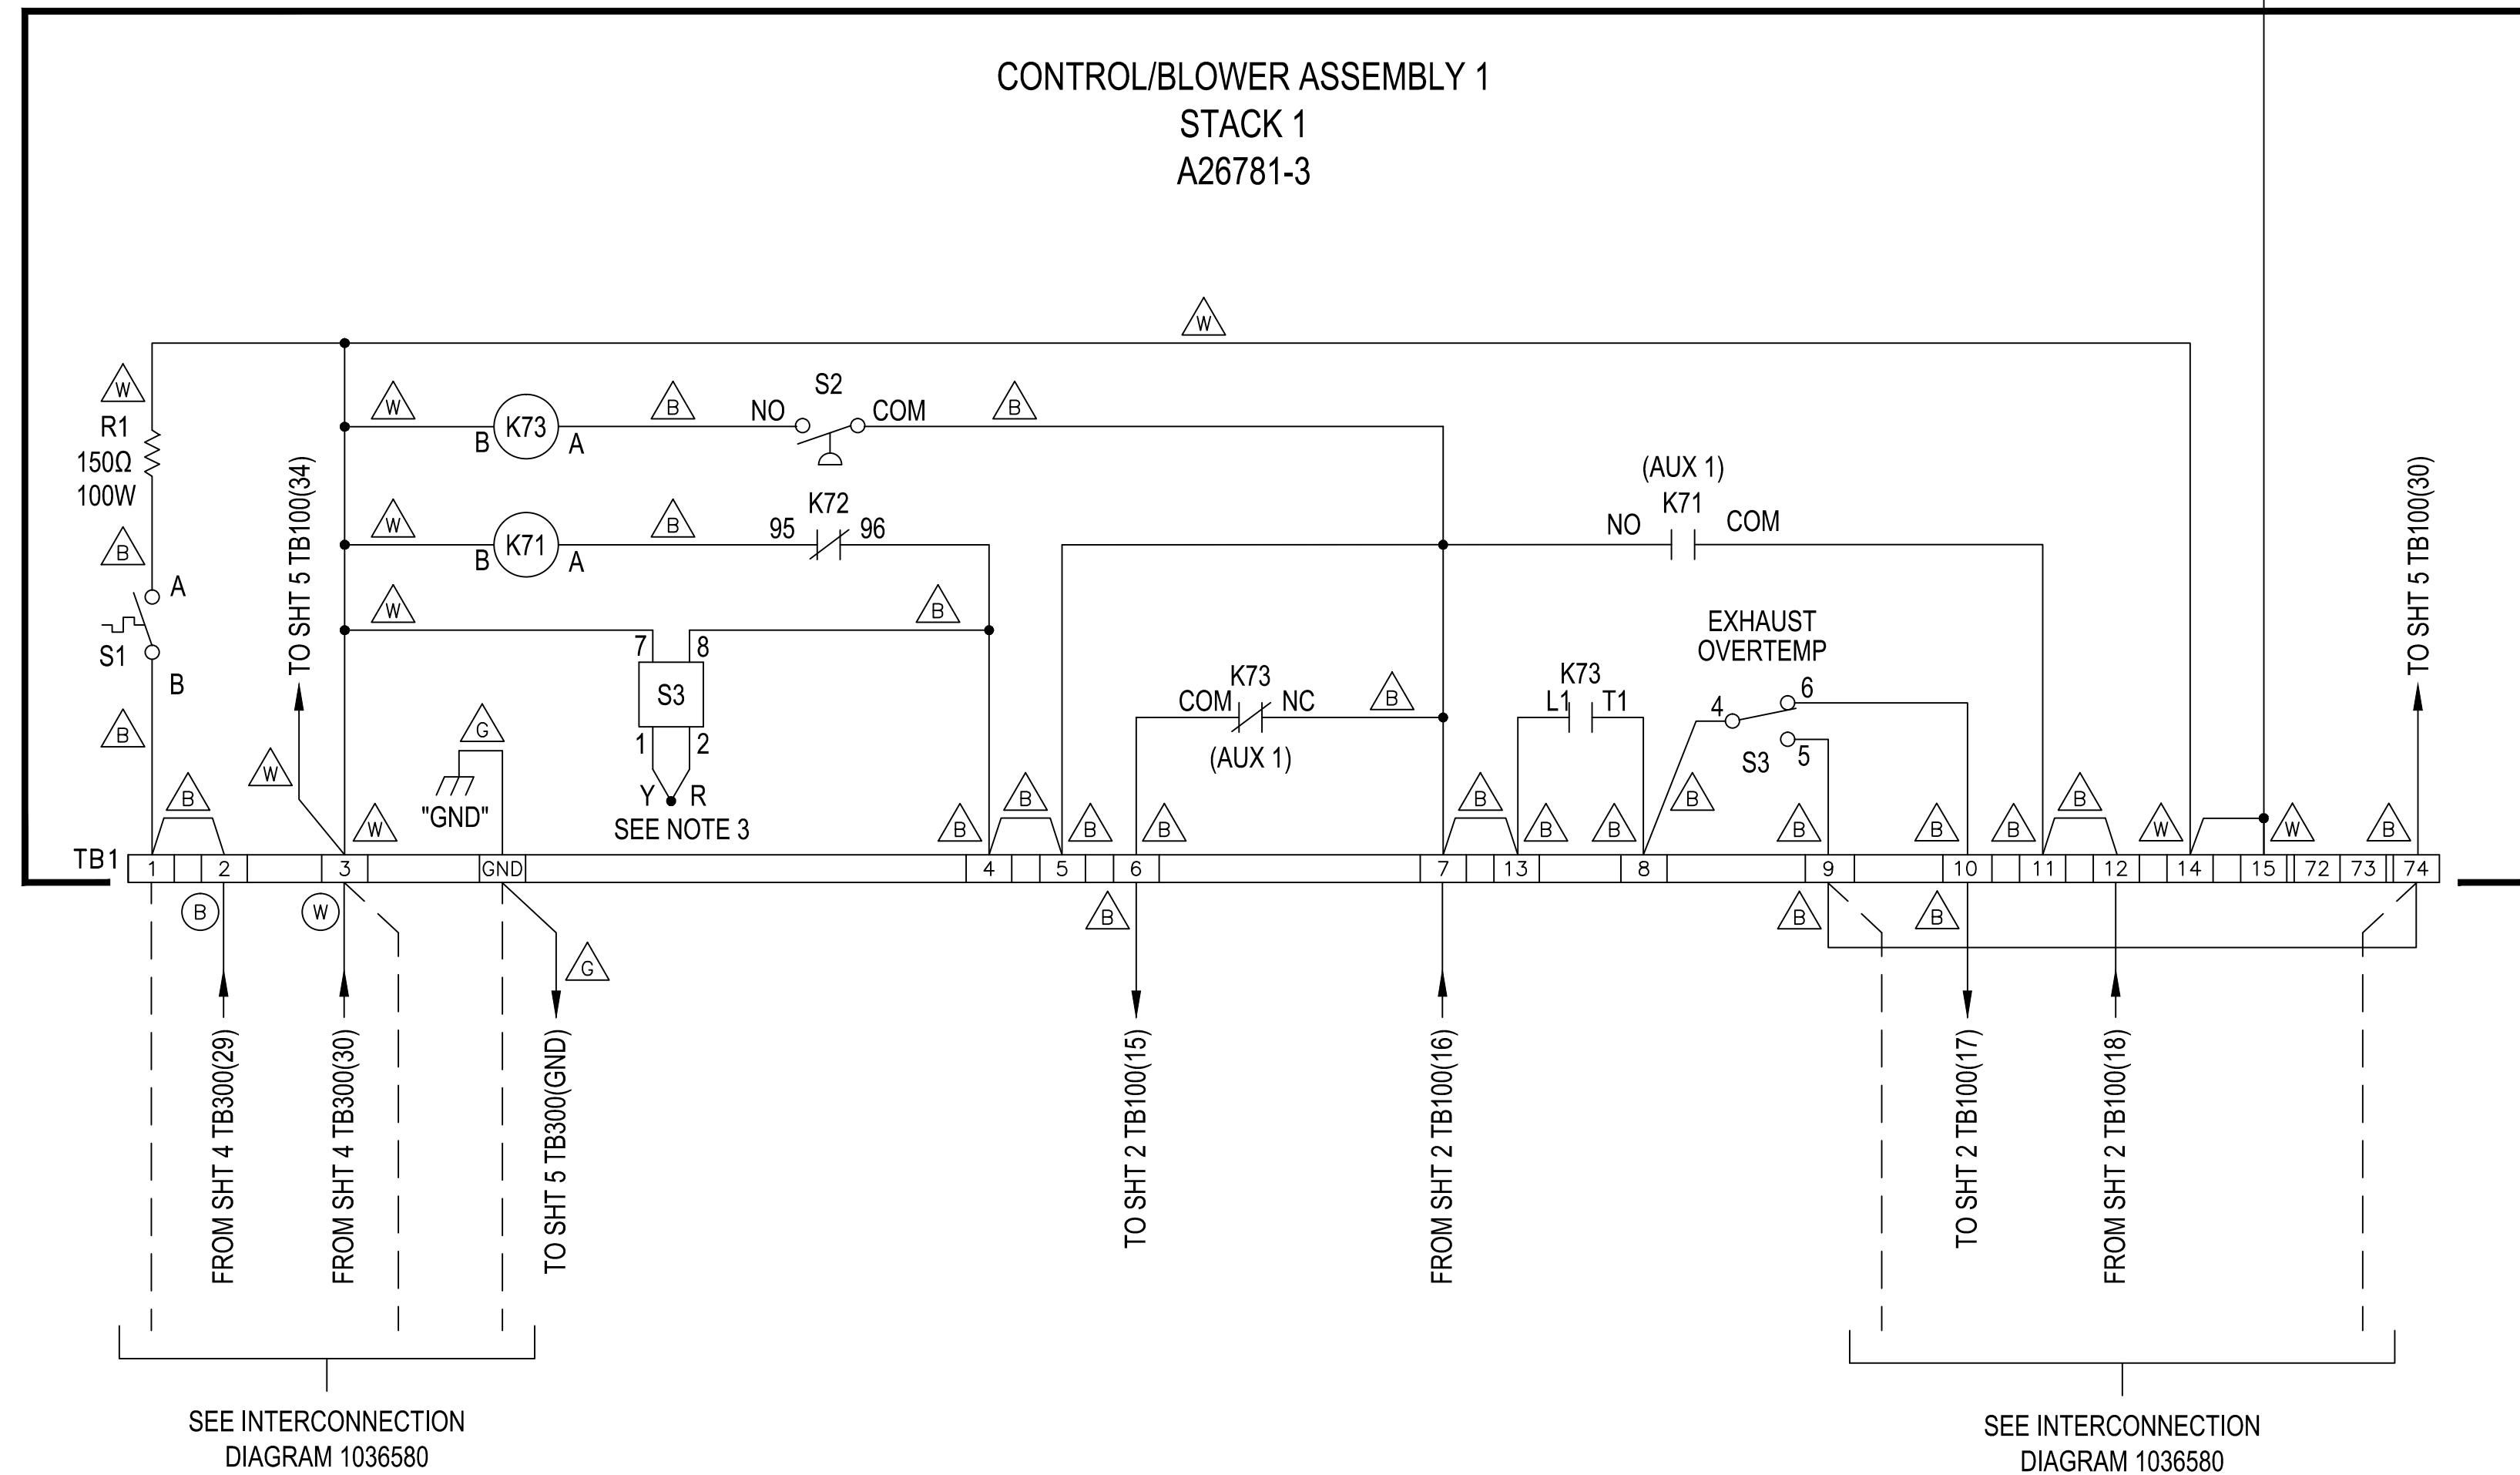 CONTROL/BLOWER ASSEMBLY 1
STACK 1
A26781-3
W
W
R1
150Ω
100W
B
A
S1
B
B
B
TO SHT 5 TB100(34)
W
W
W
B
K73
A
B
NO
S2
COM
B
W
B
K71
A
B
95
K72
96
W
B
7
8
S3
1
2
Y
R
SEE NOTE 3
G
"GND"
B
B
B
B
COM
K73
NC
(AUX 1)
B
(AUX 1)
K71
NO
COM
B
K73
L1
T1
B
B
B
EXHAUST
OVERTEMP
4
6
5
S3
B
B
B
B
W
W
B
TO SHT 5 TB100(30)
TB1
1
2
3
GND
4
5
6
7
13
8
9
10
11
12
14
15
72
73
74
B
W
G
B
B
B
FROM SHT 4 TB300(29)
FROM SHT 4 TB300(30)
TO SHT 5 TB300(GND)
TO SHT 2 TB100(15)
FROM SHT 2 TB100(16)
TO SHT 2 TB100(17)
FROM SHT 2 TB100(18)
SEE INTERCONNECTION
DIAGRAM 1036580
SEE INTERCONNECTION
DIAGRAM 1036580